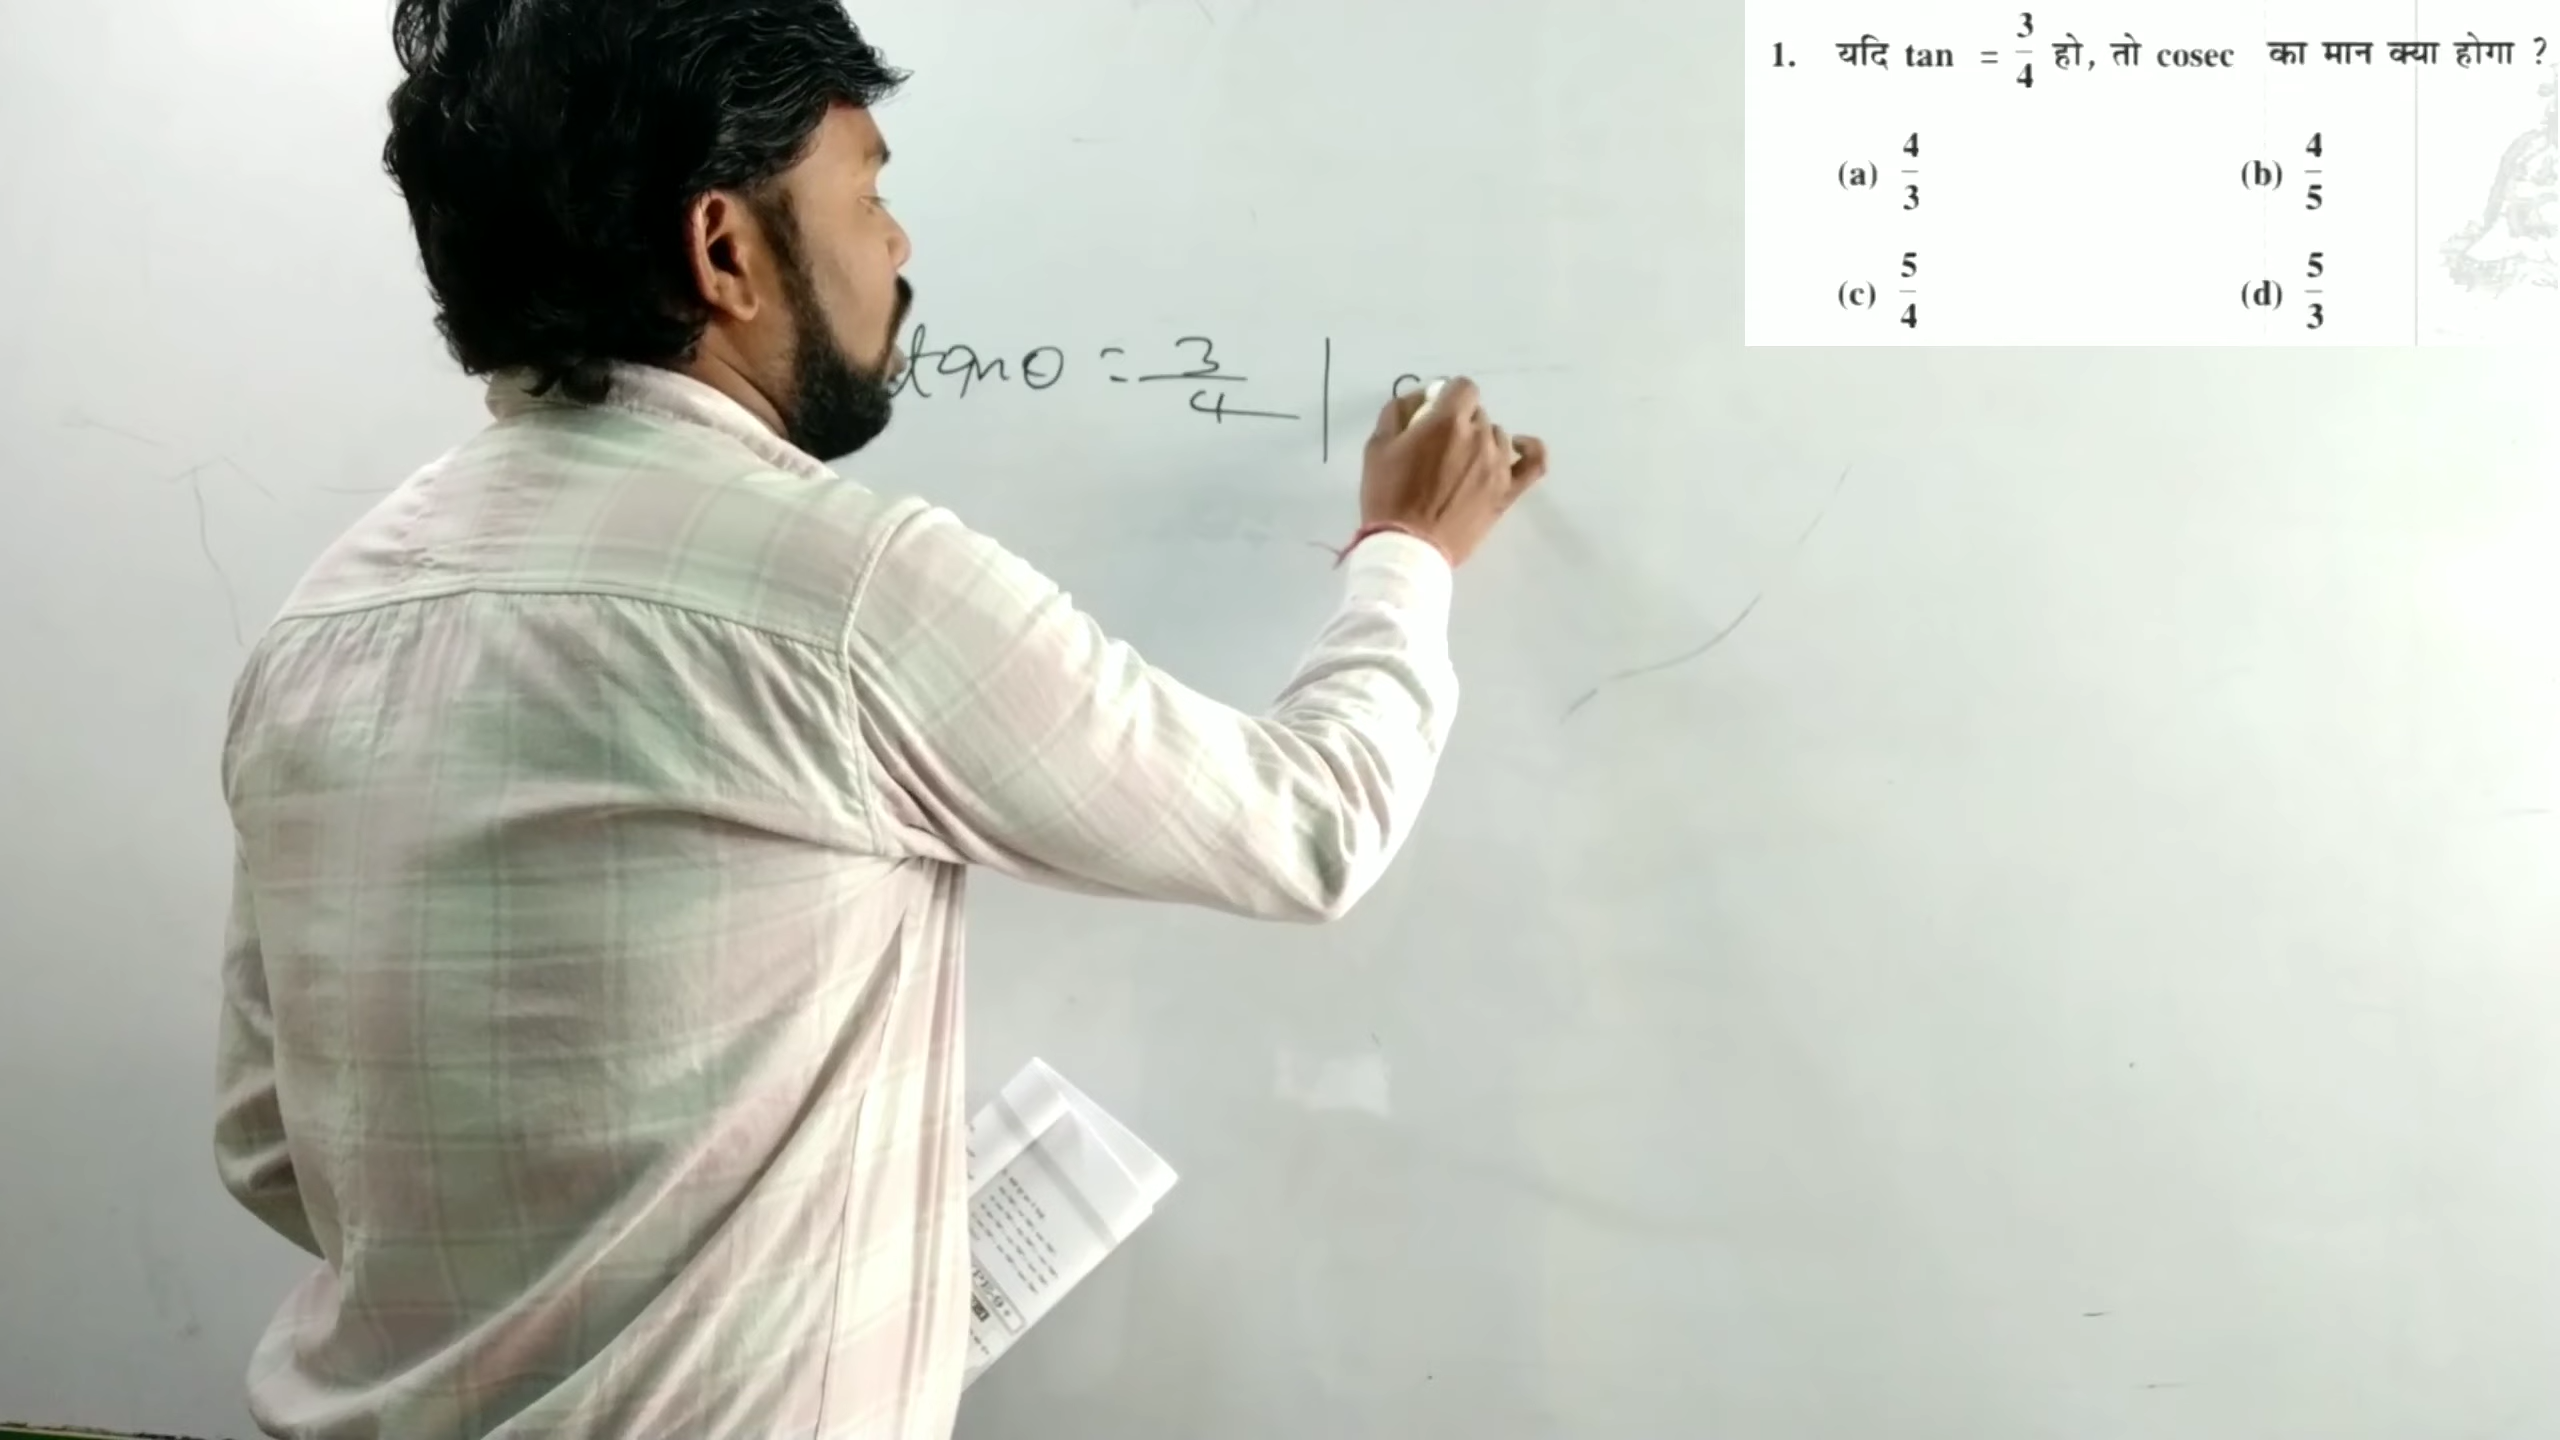 1. यदि tan = 3/4 हो, तो cosec का मान क्या होगा ?
(a) 4/3 (b) 4/5
(c) 5/4 (d) 5/3
tanθ = 3/4 |